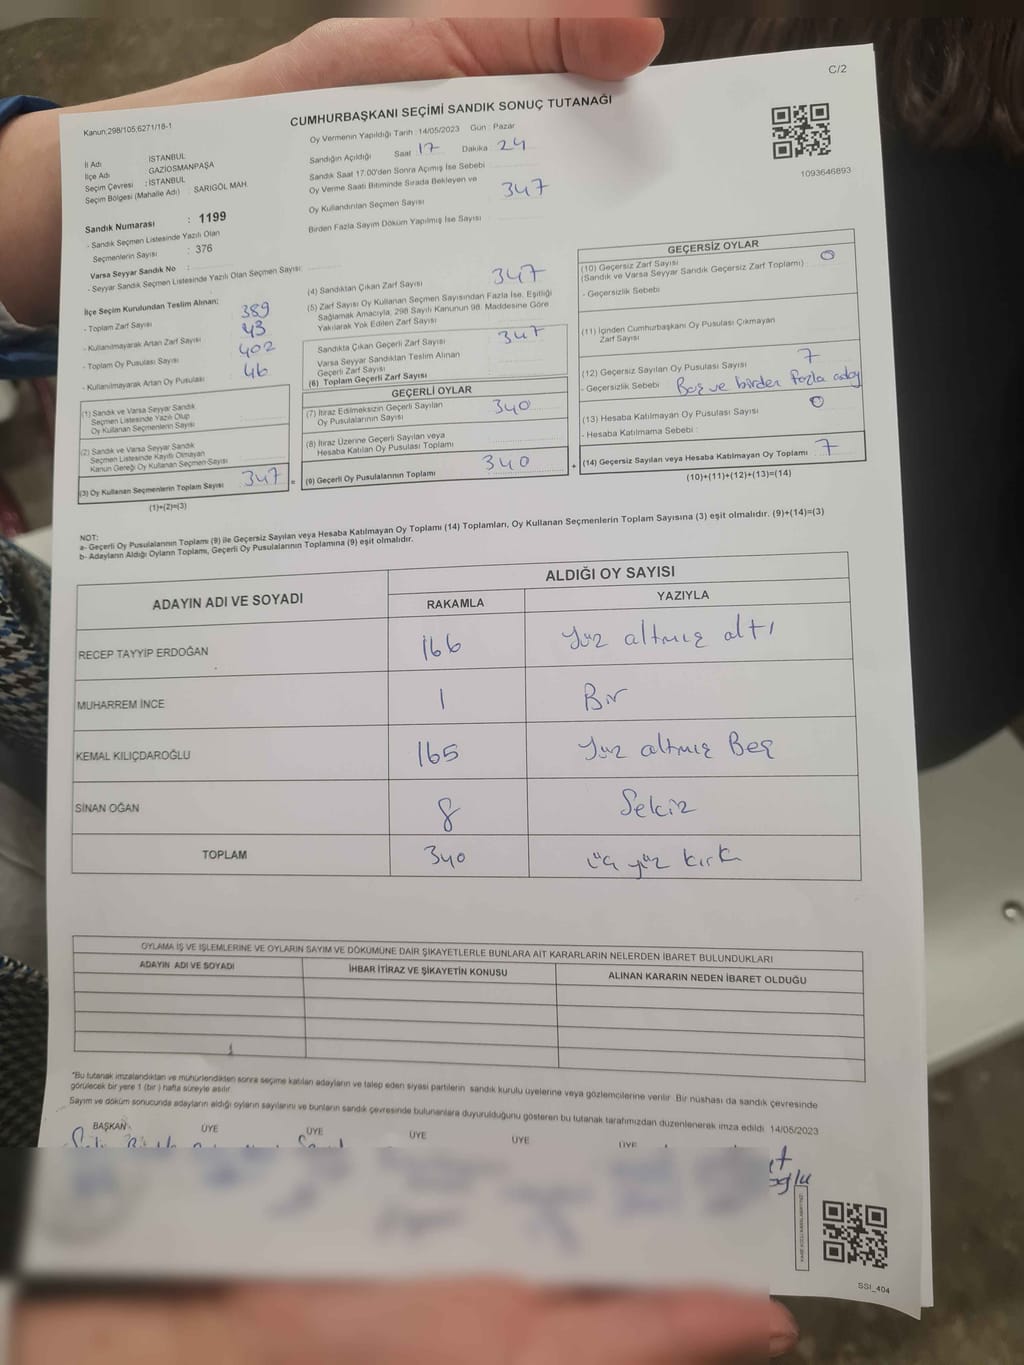 C/2
Kanun;298/105;6271/18-1
CUMHURBAŞKANI SEÇİMİ SANDIK SONUÇ TUTANAĞI
Oy Vermenin Yapıldığı Tarih : 14/05/2023 Gün : Pazar
İl Adı İSTANBUL
İlçe Adı GAZİOSMANPAŞA
Seçim Çevresi : İSTANBUL
Seçim Bölgesi (Mahalle Adı) : SARIGÖL MAH.
Sandığın Açıldığı Saat 17 Dakika 24
Sandık Saat 17.00'den Sonra Açımış İse Sebebi
Oy Verme Saati Bitiminde Sırada Bekleyen ve
Oy Kullandırılan Seçmen Sayısı 347
Birden Fazla Sayım Döküm Yapılmış İse Sayısı
1093646893
Sandık Numarası : 1199
- Sandık Seçmen Listesinde Yazılı Olan
Seçmenlerin Sayısı : 376
Varsa Seyyar Sandık No :
- Seyyar Sandık Seçmen Listesinde Yazılı Olan Seçmen Sayısı:
İlçe Seçim Kurulundan Teslim Alınan;
- Toplam Zarf Sayısı 389
- Kullanılmayarak Artan Zarf Sayısı 43
- Toplam Oy Pusulası Sayısı 402
- Kullanılmayarak Artan Oy Pusulası 46
(1) Sandık ve Varsa Seyyar Sandık
Seçmen Listesinde Yazılı Olup
Oy Kullanan Seçmenlerin Sayısı
(2) Sandık ve Varsa Seyyar Sandık
Seçmen Listesinde Kayıtlı Olmayan
Kanun Gereği Oy Kullanan Seçmen Sayısı
(3) Oy Kullanan Seçmenlerin Toplam Sayısı 347
(1)+(2)=(3)
(4) Sandıktan Çıkan Zarf Sayısı 347
(5) Zarf Sayısı Oy Kullanan Seçmen Sayısından Fazla İse, Eşitliği
Sağlamak Amacıyla, 298 Sayılı Kanunun 98. Maddesine Göre
Yakılarak Yok Edilen Zarf Sayısı
Sandıkta Çıkan Geçerli Zarf Sayısı 347
Varsa Seyyar Sandıktan Teslim Alınan
Geçerli Zarf Sayısı
(6) Toplam Geçerli Zarf Sayısı
GEÇERLİ OYLAR
(7) İtiraz Edilmeksizin Geçerli Sayılan
Oy Pusulalarının Sayısı 340
(8) İtiraz Üzerine Geçerli Sayılan veya
Hesaba Katılan Oy Pusulası Toplamı
= (9) Geçerli Oy Pusulalarının Toplamı 340
GEÇERSİZ OYLAR
(10) Geçersiz Zarf Sayısı 0
(Sandık ve Varsa Seyyar Sandık Geçersiz Zarf Toplamı) :
- Geçersizlik Sebebi
(11) İçinden Cumhurbaşkanı Oy Pusulası Çıkmayan
Zarf Sayısı
(12) Geçersiz Sayılan Oy Pusulası Sayısı 7
- Geçersizlik Sebebi Boş ve birden fazla aday
(13) Hesaba Katılmayan Oy Pusulası Sayısı 0
- Hesaba Katılmama Sebebi :
+ (14) Geçersiz Sayılan veya Hesaba Katılmayan Oy Toplamı 7
(10)+(11)+(12)+(13)=(14)
NOT:
a- Geçerli Oy Pusulalarının Toplamı (9) ile Geçersiz Sayılan veya Hesaba Katılmayan Oy Toplamı (14) Toplamları, Oy Kullanan Seçmenlerin Toplam Sayısına (3) eşit olmalıdır. (9)+(14)=(3)
b- Adayların Aldığı Oyların Toplamı, Geçerli Oy Pusulalarının Toplamına (9) eşit olmalıdır.
ADAYIN ADI VE SOYADI ALDIĞI OY SAYISI
RAKAMLA YAZIYLA
RECEP TAYYIP ERDOĞAN 166 Yüz altmış altı
MUHARREM İNCE 1 Bir
KEMAL KILIÇDAROĞLU 165 Yüz altmış Beş
SİNAN OĞAN 8 Sekiz
TOPLAM 340 üç yüz kırk
OYLAMA İŞ VE İŞLEMLERİNE VE OYLARIN SAYIM VE DÖKÜMÜNE DAİR ŞİKAYETLERLE BUNLARA AİT KARARLARIN NELERDEN İBARET BULUNDUKLARI
ADAYIN ADI VE SOYADI İHBAR İTİRAZ VE ŞİKAYETİN KONUSU ALINAN KARARIN NEDEN İBARET OLDUĞU
*Bu tutanak imzalandıktan ve mühürlendikten sonra seçime katılan adayların ve talep eden siyasi partilerin sandık kurulu üyelerine veya gözlemcilerine verilir. Bir nüshası da sandık çevresinde
görülecek bir yere 1 (bir) hafta süreyle asılır.
Sayım ve döküm sonucunda adayların aldığı oyların sayılarını ve bunların sandık çevresinde bulunanlara duyurulduğunu gösteren bu tutanak tarafımızdan düzenlenerek imza edildi. 14/05/2023
BAŞKAN ÜYE ÜYE ÜYE ÜYE ÜYE
SSI_404